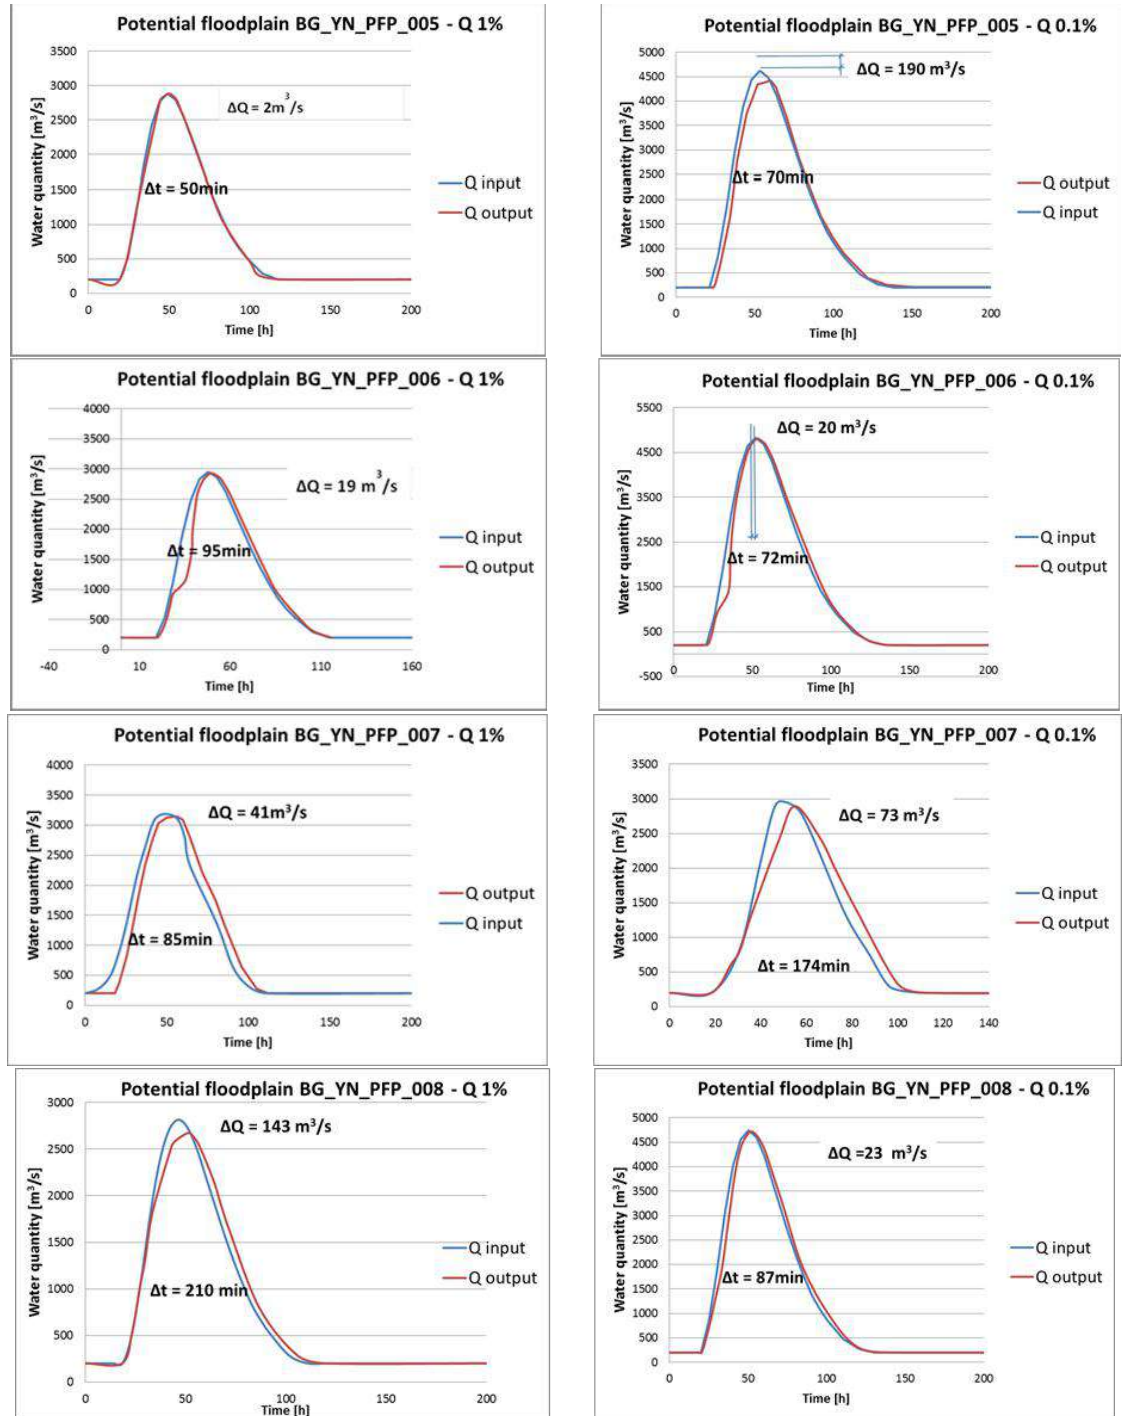 Potential floodplain BG_YN_PFP_005 - Q 1%
3500
3000
2500
2000
1500
1000
500
0
Water quantity [m³/s]
ΔQ = 2m³/s
Δt = 50min
Q input
Q output
0 50 100 150 200
Time [h]
Potential floodplain BG_YN_PFP_005 - Q 0.1%
5000
4500
4000
3500
3000
2500
2000
1500
1000
500
0
Water quantity [m³/s]
ΔQ = 190 m³/s
Δt = 70min
Q output
Q input
0 50 100 150 200
Time [h]
Potential floodplain BG_YN_PFP_006 - Q 1%
4000
3500
3000
2500
2000
1500
1000
500
0
Water quantity [m³/s]
ΔQ = 19 m³/s
Δt = 95min
Q input
Q output
-40 10 60 110 160
Time [h]
Potential floodplain BG_YN_PFP_006 - Q 0.1%
5500
4500
3500
2500
1500
500
-500
Water quantity [m³/s]
ΔQ = 20 m³/s
Δt = 72min
Q input
Q output
0 50 100 150 200
Time [h]
Potential floodplain BG_YN_PFP_007 - Q 1%
4000
3500
3000
2500
2000
1500
1000
500
0
Water quantity [m³/s]
ΔQ = 41m³/s
Δt = 85min
Q output
Q input
0 50 100 150 200
Time [h]
Potential floodplain BG_YN_PFP_007 - Q 0.1%
3500
3000
2500
2000
1500
1000
500
0
Water quantity [m³/s]
ΔQ = 73 m³/s
Δt = 174min
Q input
Q output
0 20 40 60 80 100 120 140
Time [h]
Potential floodplain BG_YN_PFP_008 - Q 1%
3000
2500
2000
1500
1000
500
0
Water quantity [m³/s]
ΔQ = 143 m³/s
Δt = 210 min
Q input
Q output
0 50 100 150 200
Time [h]
Potential floodplain BG_YN_PFP_008 - Q 0.1%
5000
4500
4000
3500
3000
2500
2000
1500
1000
500
0
Water quantity [m³/s]
ΔQ =23 m³/s
Δt = 87min
Q input
Q output
0 50 100 150 200
Time [h]